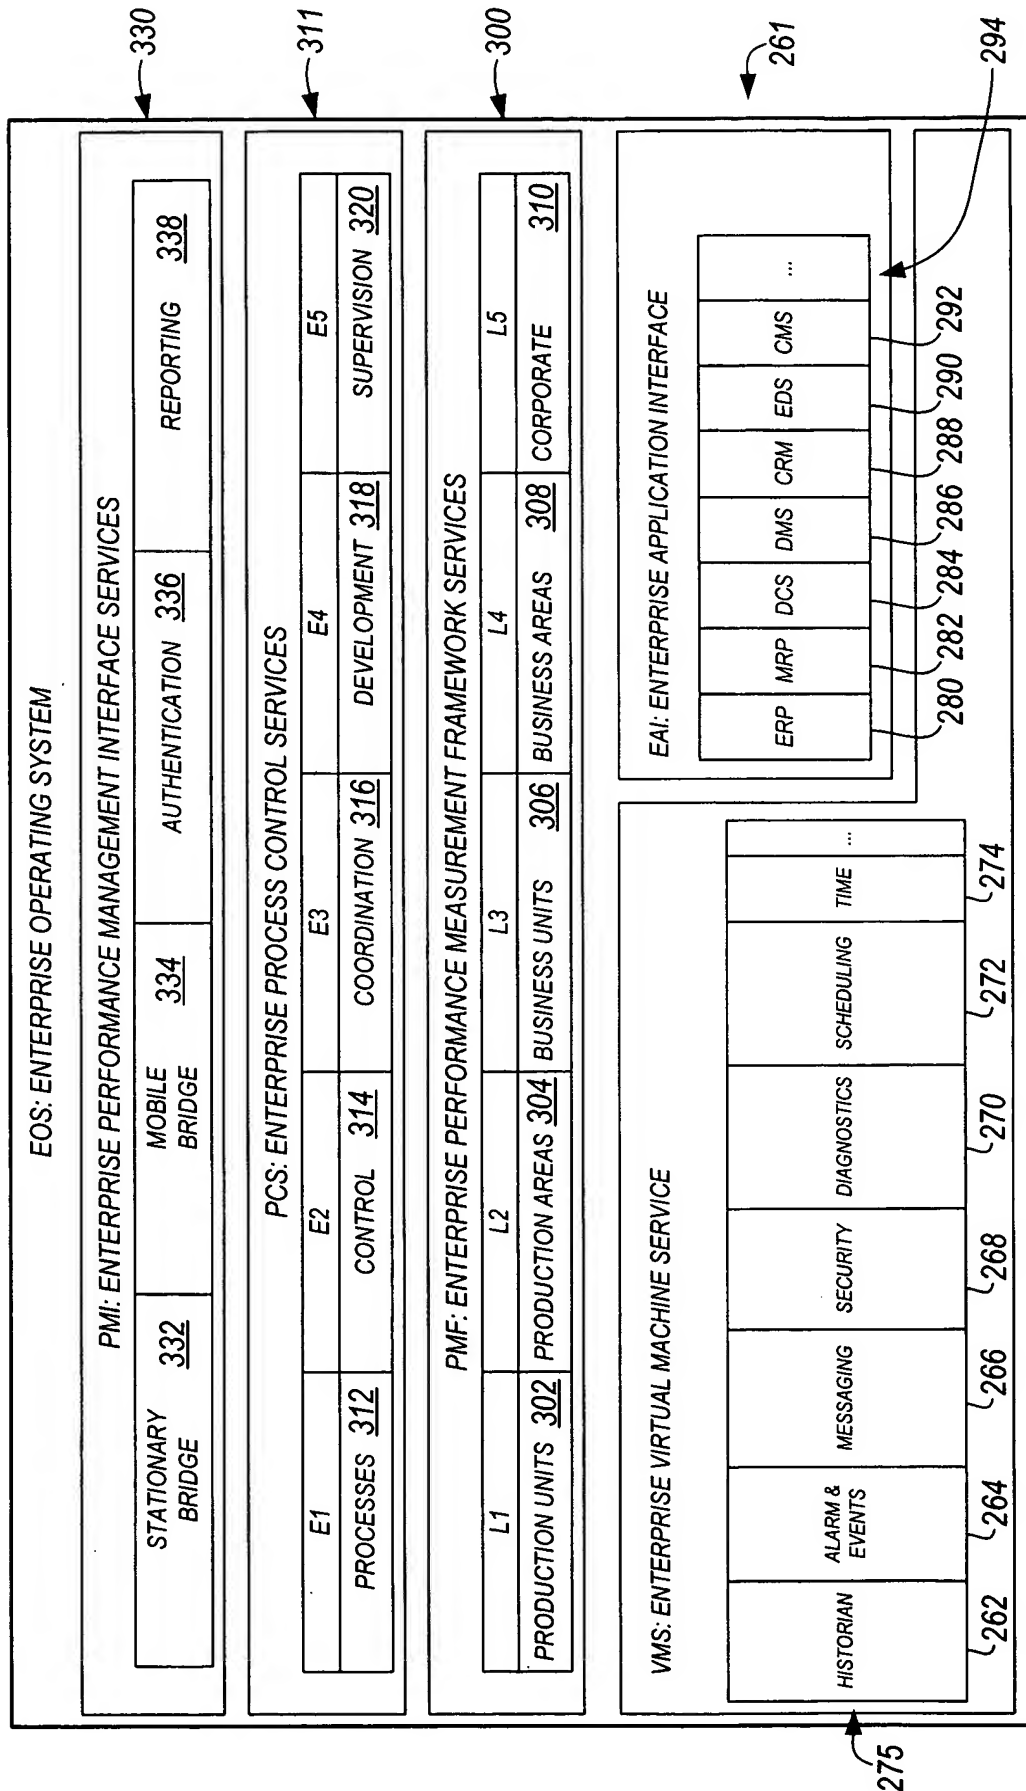 EOS: ENTERPRISE OPERATING SYSTEM
PMI: ENTERPRISE PERFORMANCE MANAGEMENT INTERFACE SERVICES
330
STATIONARY BRIDGE 332
MOBILE BRIDGE 334
AUTHENTICATION 336
REPORTING 338
PCS: ENTERPRISE PROCESS CONTROL SERVICES
311
E1
E2
E3
E4
E5
PROCESSES 312
CONTROL 314
COORDINATION 316
DEVELOPMENT 318
SUPERVISION 320
PMF: ENTERPRISE PERFORMANCE MEASUREMENT FRAMEWORK SERVICES
300
L1
L2
L3
L4
L5
PRODUCTION UNITS 302
PRODUCTION AREAS 304
BUSINESS UNITS 306
BUSINESS AREAS 308
CORPORATE 310
VMS: ENTERPRISE VIRTUAL MACHINE SERVICE
HISTORIAN
ALARM &
EVENTS
MESSAGING
SECURITY
DIAGNOSTICS
SCHEDULING
TIME
...
275
262
264
266
268
270
272
274
EAI: ENTERPRISE APPLICATION INTERFACE
261
ERP
MRP
DCS
DMS
CRM
EDS
CMS
...
280
282
284
286
288
290
292
294